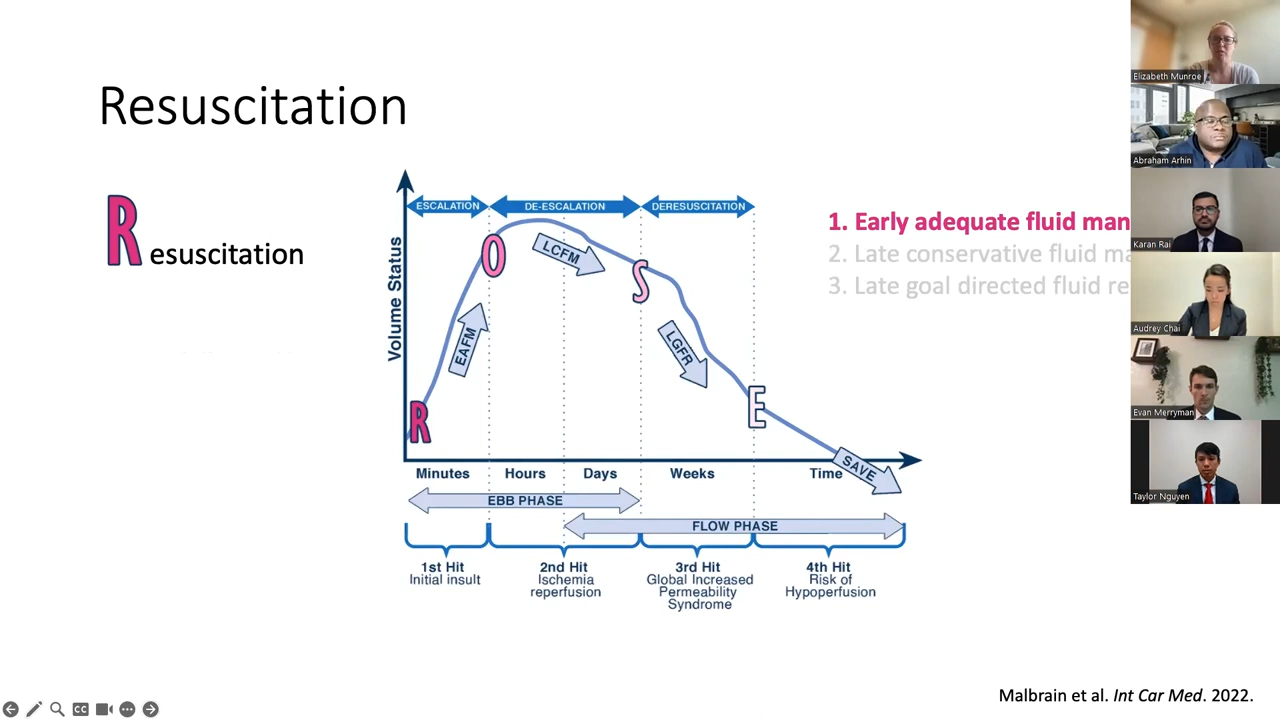 Resuscitation
R esuscitation
ESCALATION
DE-ESCALATION
DERESUSCITATION
Volume Status
R
EAFM
O
LCFM
S
LGFR
E
SAVE
Minutes
Hours
Days
Weeks
Time
EBB PHASE
FLOW PHASE
1st Hit
Initial insult
2nd Hit
Ischemia
reperfusion
3rd Hit
Global Increased
Permeability
Syndrome
4th Hit
Risk of
Hypoperfusion
1. Early adequate fluid man
2. Late conservative fluid ma
3. Late goal directed fluid re
Elizabeth Munroe
Abraham Arhin
Karan Rai
Audrey Chai
Evan Merryman
Taylor Nguyen
CC
Malbrain et al. Int Car Med. 2022.